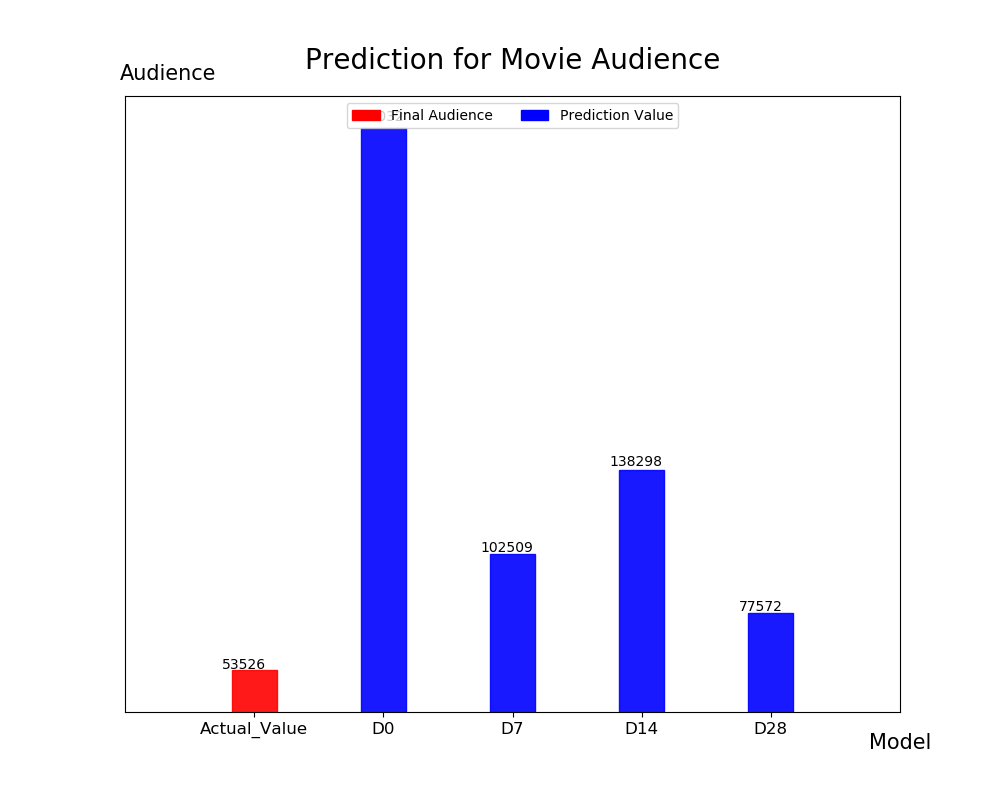 Prediction for Movie Audience
Audience
Final Audience Prediction Value
138298
102509
77572
53526
Actual_Value D0 D7 D14 D28
Model